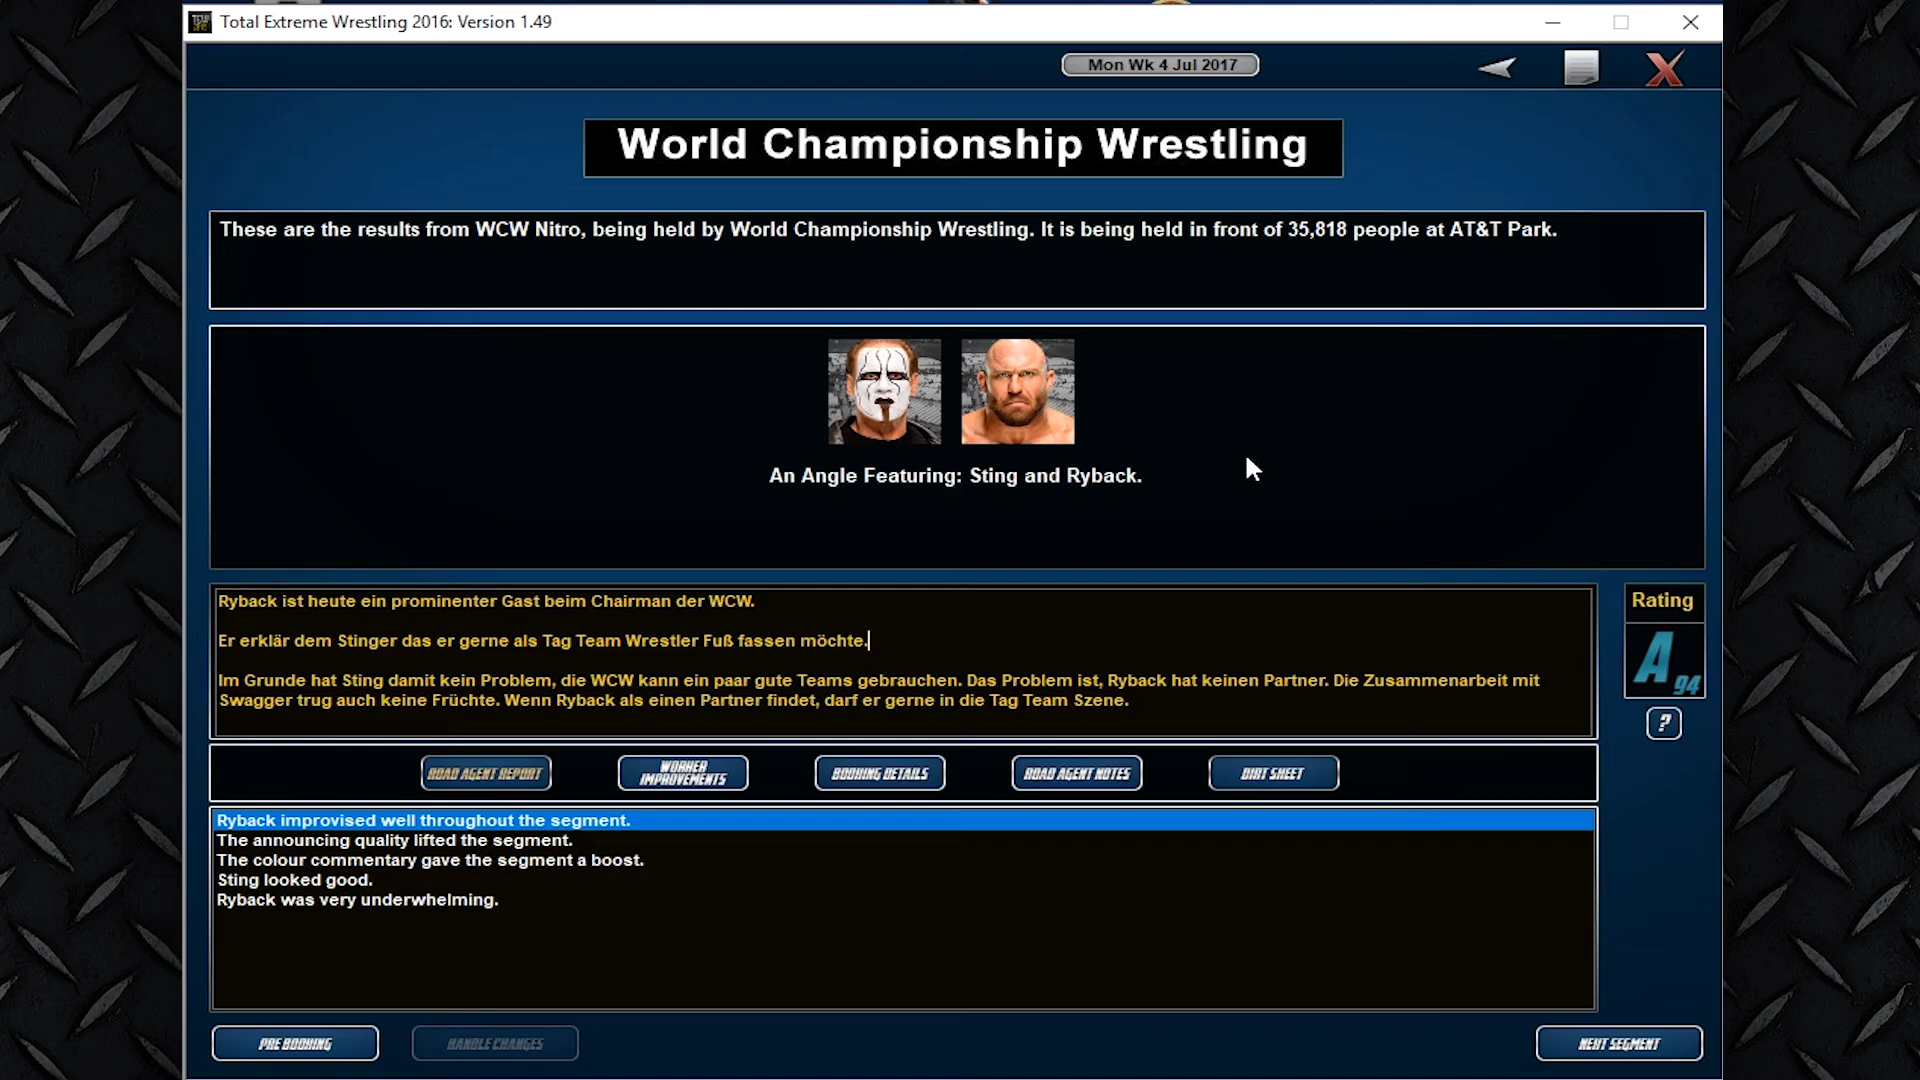 Total Extreme Wrestling 2016: Version 1.49
Mon Wk 4 Jul 2017
World Championship Wrestling
These are the results from WCW Nitro, being held by World Championship Wrestling. It is being held in front of 35,818 people at AT&T Park.
An Angle Featuring: Sting and Ryback.
Ryback ist heute ein prominenter Gast beim Chairman der WCW.
Er erklär dem Stinger das er gerne als Tag Team Wrestler Fuß fassen möchte.
Im Grunde hat Sting damit kein Problem, die WCW kann ein paar gute Teams gebrauchen. Das Problem ist, Ryback hat keinen Partner. Die Zusammenarbeit mit
Swagger trug auch keine Früchte. Wenn Ryback als einen Partner findet, darf er gerne in die Tag Team Szene.
Rating
A 94
?
ROAD AGENT REPORT
WORKER
IMPROVEMENTS
BOOKING DETAILS
ROAD AGENT NOTES
DIRT SHEET
Ryback improvised well throughout the segment.
The announcing quality lifted the segment.
The colour commentary gave the segment a boost.
Sting looked good.
Ryback was very underwhelming.
PRE BOOKING
HANDLE CHANGES
NEXT SEGMENT